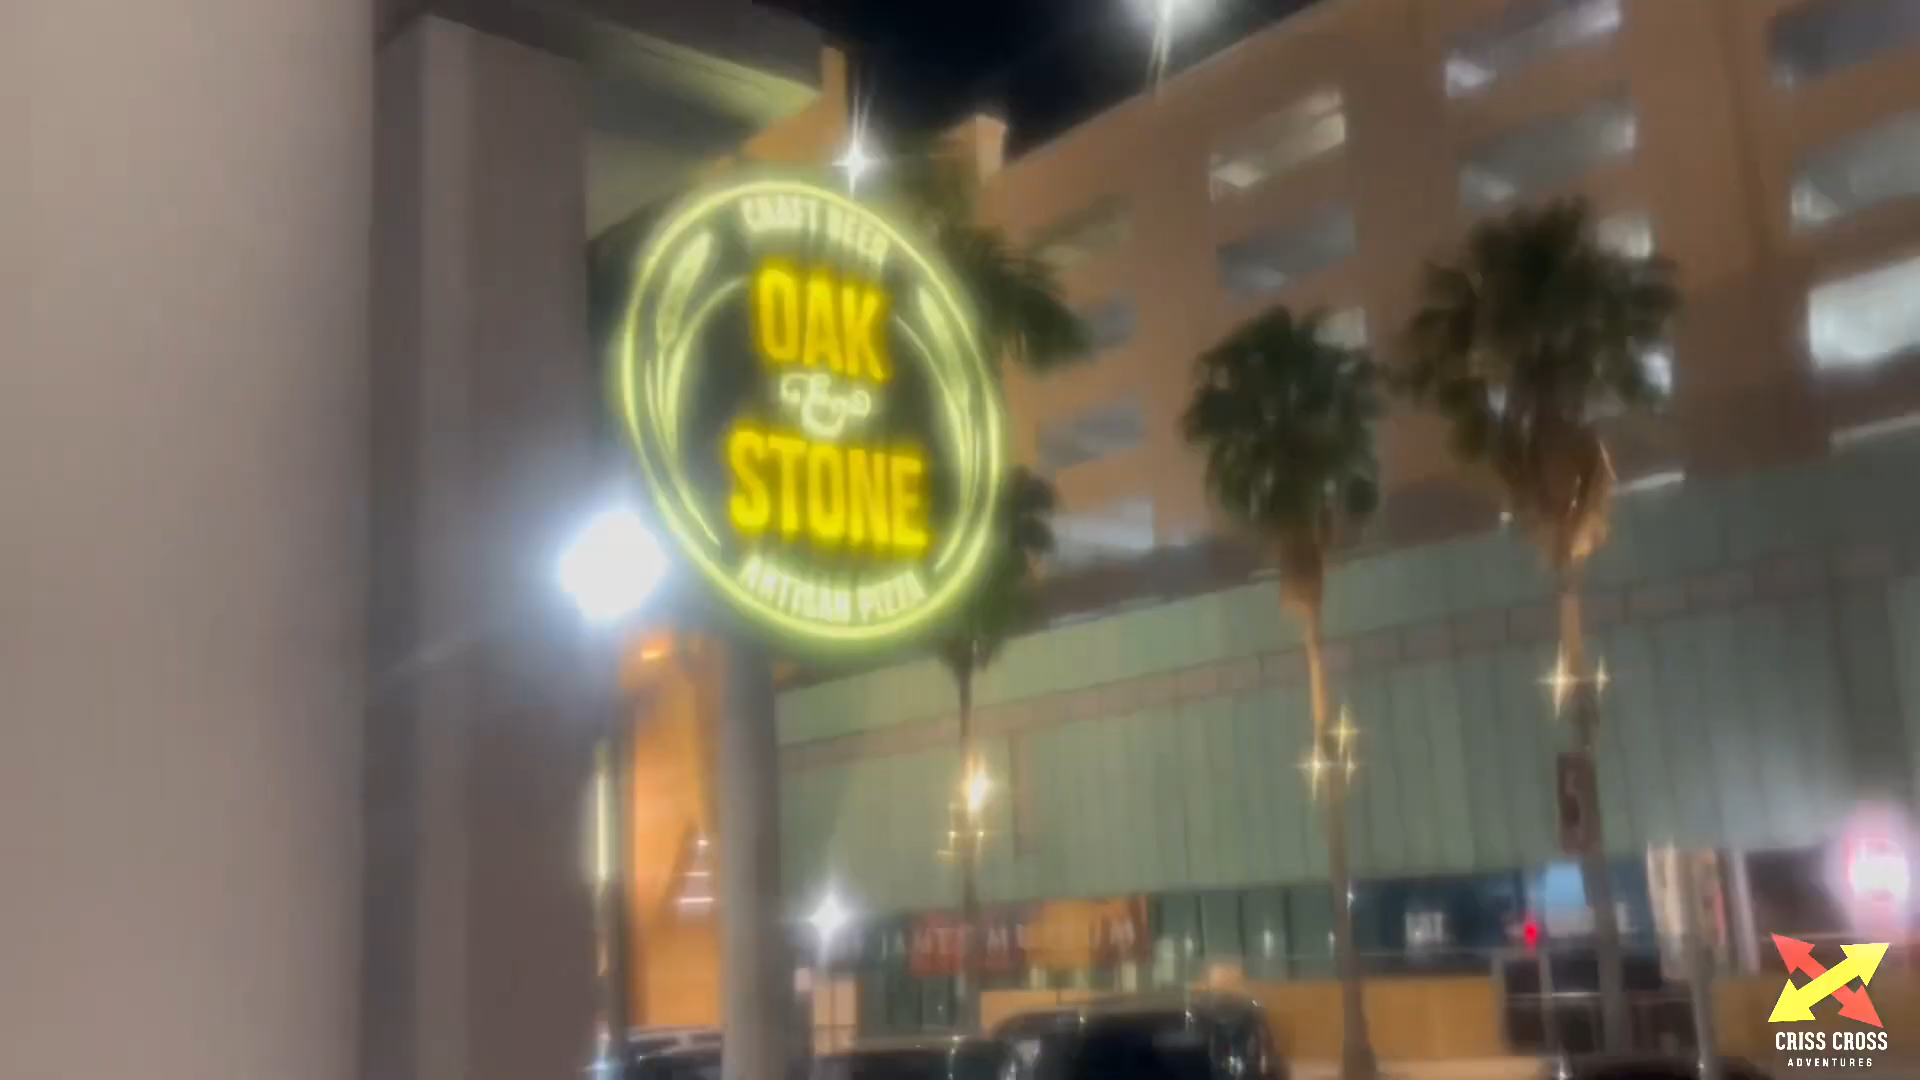 CRAFT BEER
OAK
&
STONE
ARTISAN PIZZA
CRISS CROSS
ADVENTURES